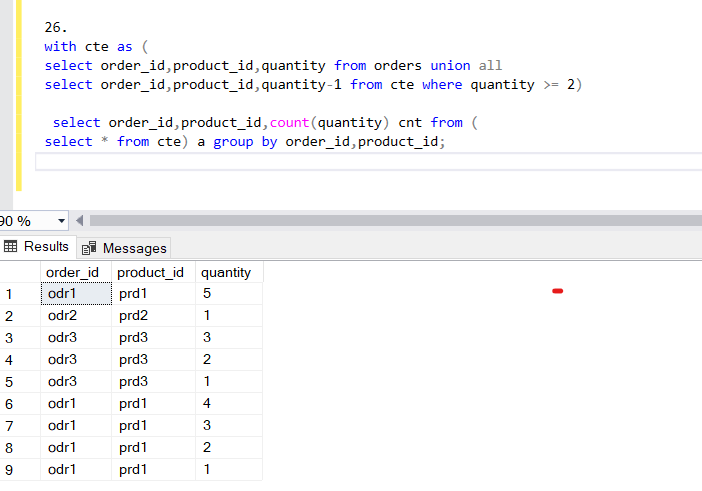 26.
with cte as (
select order_id,product_id,quantity from orders union all
select order_id,product_id,quantity-1 from cte where quantity >= 2)
select order_id,product_id,count(quantity) cnt from (
select * from cte) a group by order_id,product_id;
90 %
Results Messages
order_id product_id quantity
1 odr1 prd1 5
2 odr2 prd2 1
3 odr3 prd3 3
4 odr3 prd3 2
5 odr3 prd3 1
6 odr1 prd1 4
7 odr1 prd1 3
8 odr1 prd1 2
9 odr1 prd1 1